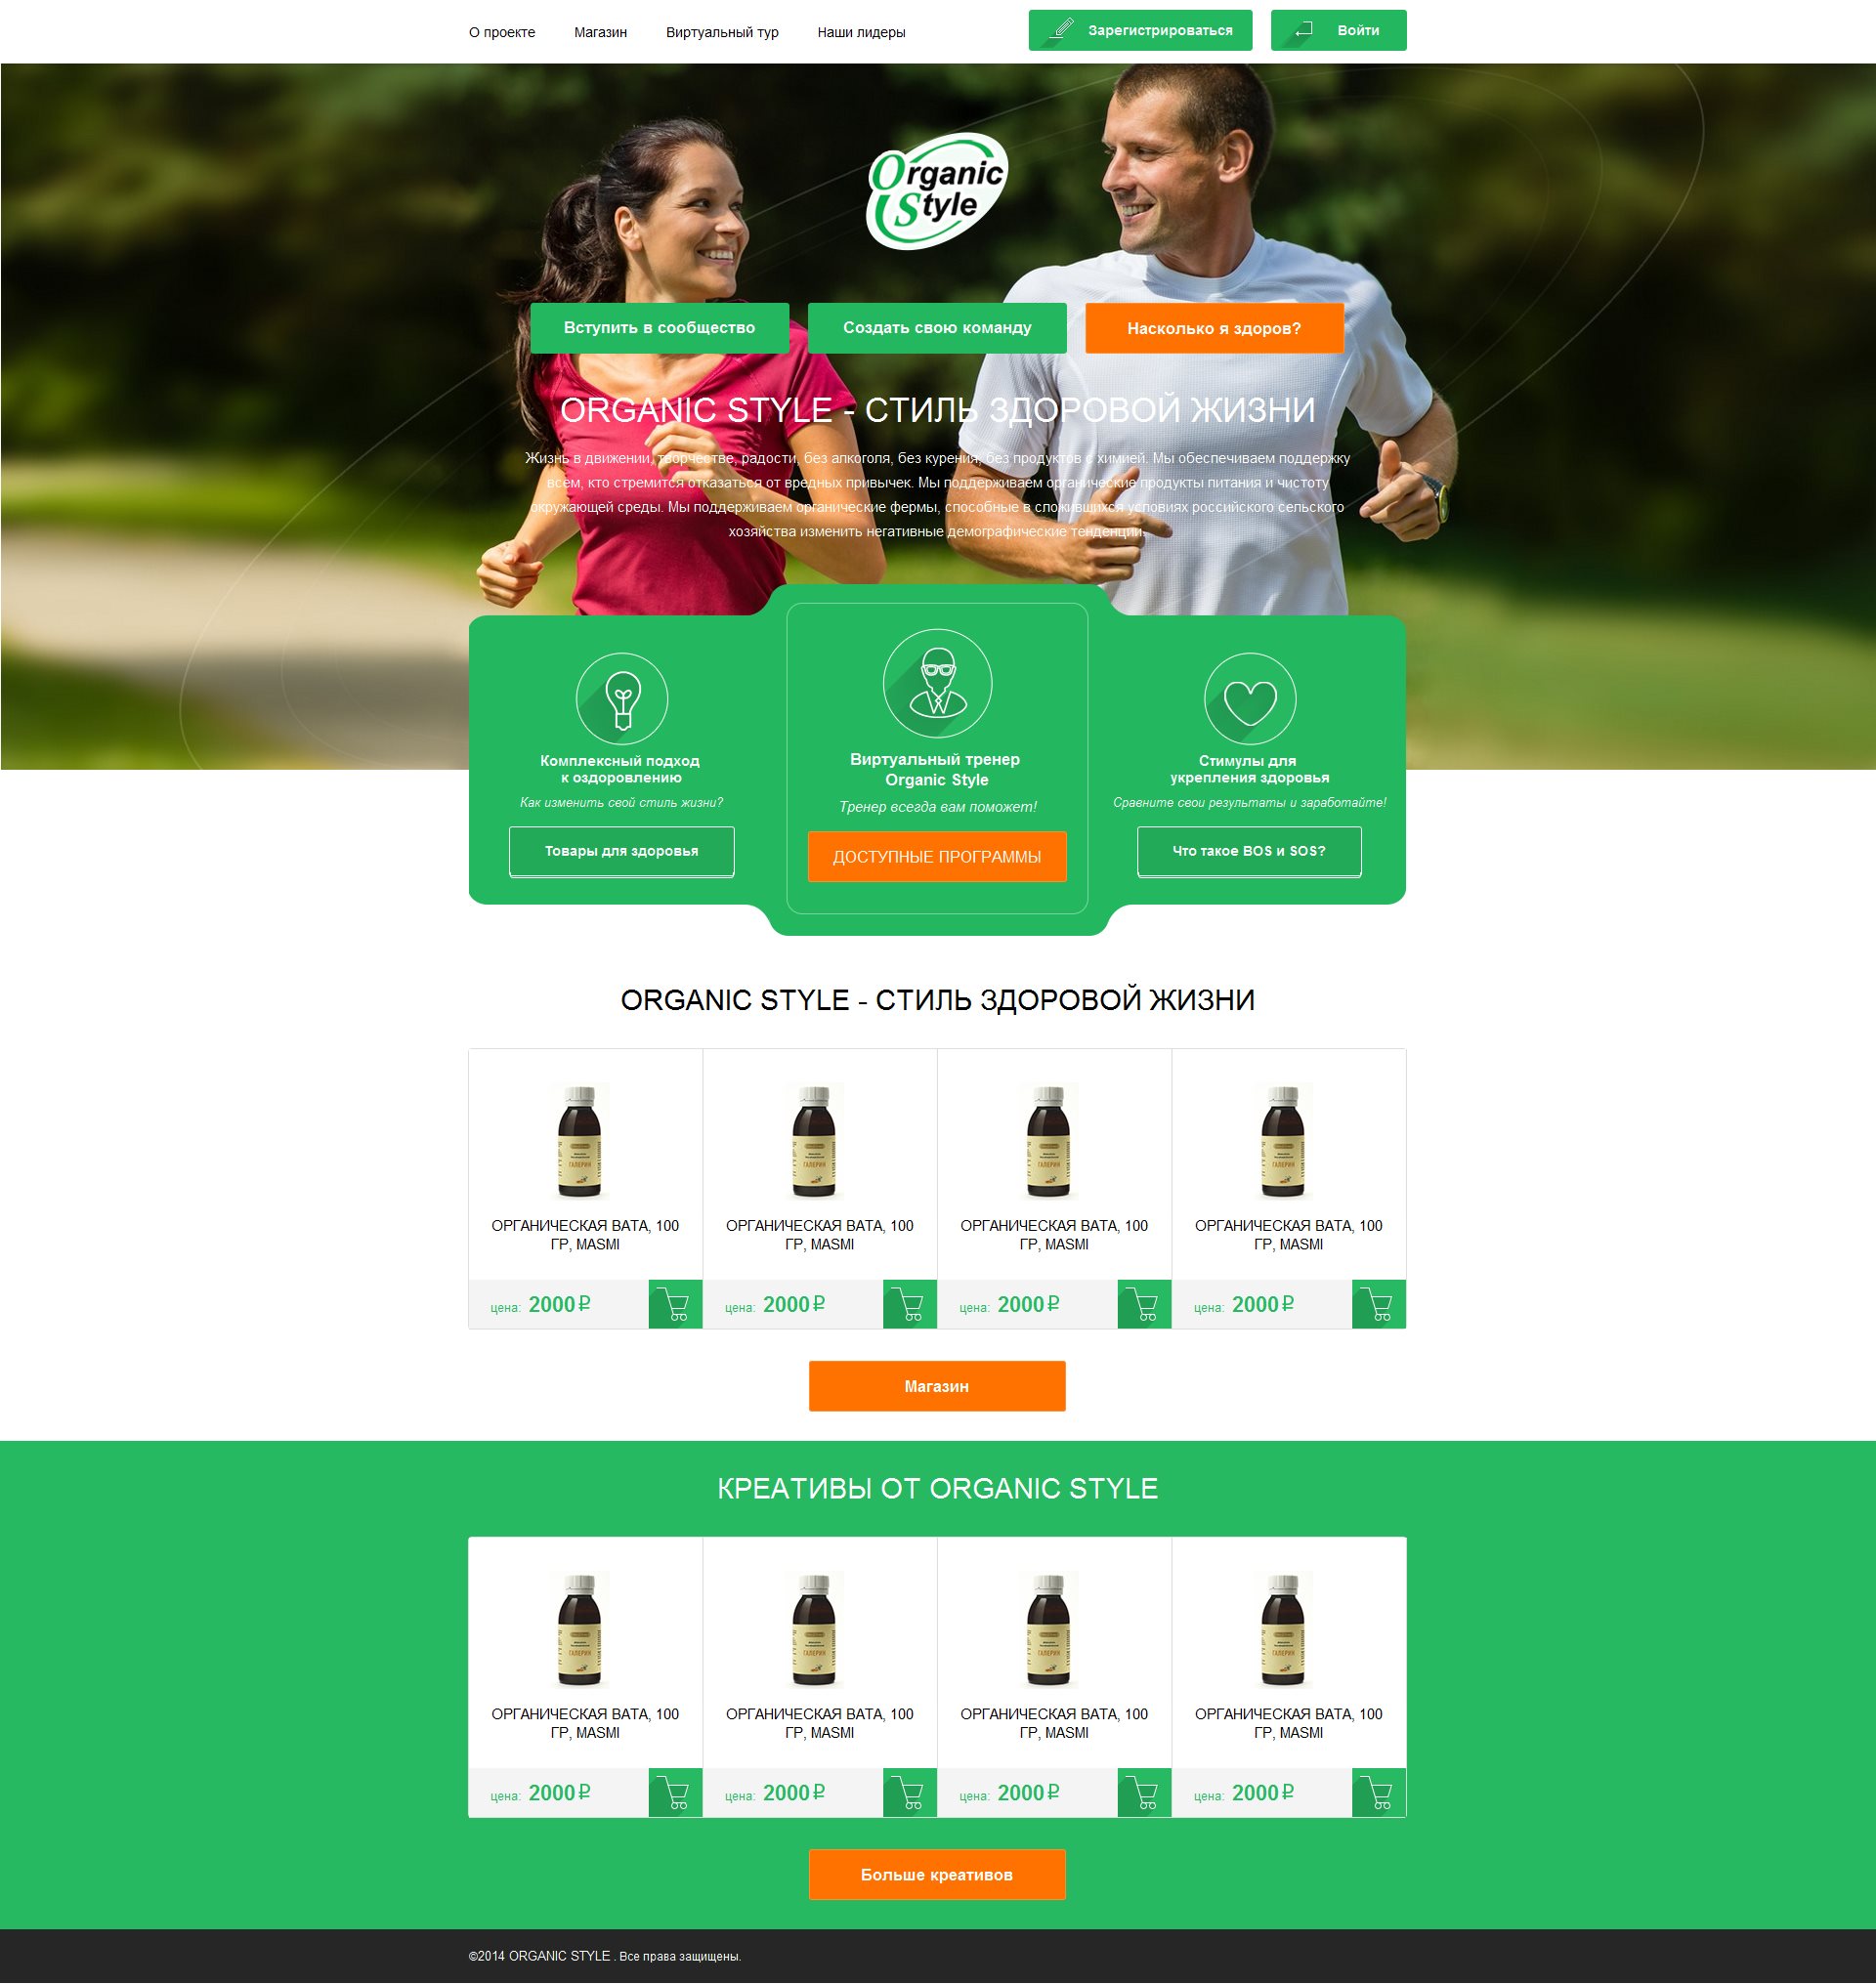 О проекте
Магазин
Виртуальный тур
Наши лидеры
Зарегистрироваться
Войти
Organic
Style
Вступить в сообщество
Создать свою команду
Насколько я здоров?
ORGANIC STYLE - СТИЛЬ ЗДОРОВОЙ ЖИЗНИ
Жизнь в движении, творчестве, радости, без алкоголя, без курения, без продуктов с химией. Мы обеспечиваем поддержку
всем, кто стремится отказаться от вредных привычек. Мы поддерживаем органические продукты питания и чистоту
окружающей среды. Мы поддерживаем органические фермы, способные в сложившихся условиях российского сельского
хозяйства изменить негативные демографические тенденции.
Комплексный подход
к оздоровлению
Как изменить свой стиль жизни?
Товары для здоровья
Виртуальный тренер
Organic Style
Тренер всегда вам поможет!
ДОСТУПНЫЕ ПРОГРАММЫ
Стимулы для
укрепления здоровья
Сравните свои результаты и заработайте!
Что такое BOS и SOS?
ORGANIC STYLE - СТИЛЬ ЗДОРОВОЙ ЖИЗНИ
ГАЛЕРИН
ОРГАНИЧЕСКАЯ ВАТА, 100
ГР, MASMI
цена: 2000 ₽
ГАЛЕРИН
ОРГАНИЧЕСКАЯ ВАТА, 100
ГР, MASMI
цена: 2000 ₽
ГАЛЕРИН
ОРГАНИЧЕСКАЯ ВАТА, 100
ГР, MASMI
цена: 2000 ₽
ГАЛЕРИН
ОРГАНИЧЕСКАЯ ВАТА, 100
ГР, MASMI
цена: 2000 ₽
Магазин
КРЕАТИВЫ ОТ ORGANIC STYLE
ГАЛЕРИН
ОРГАНИЧЕСКАЯ ВАТА, 100
ГР, MASMI
цена: 2000 ₽
ГАЛЕРИН
ОРГАНИЧЕСКАЯ ВАТА, 100
ГР, MASMI
цена: 2000 ₽
ГАЛЕРИН
ОРГАНИЧЕСКАЯ ВАТА, 100
ГР, MASMI
цена: 2000 ₽
ГАЛЕРИН
ОРГАНИЧЕСКАЯ ВАТА, 100
ГР, MASMI
цена: 2000 ₽
Больше креативов
©2014 ORGANIC STYLE . Все права защищены.